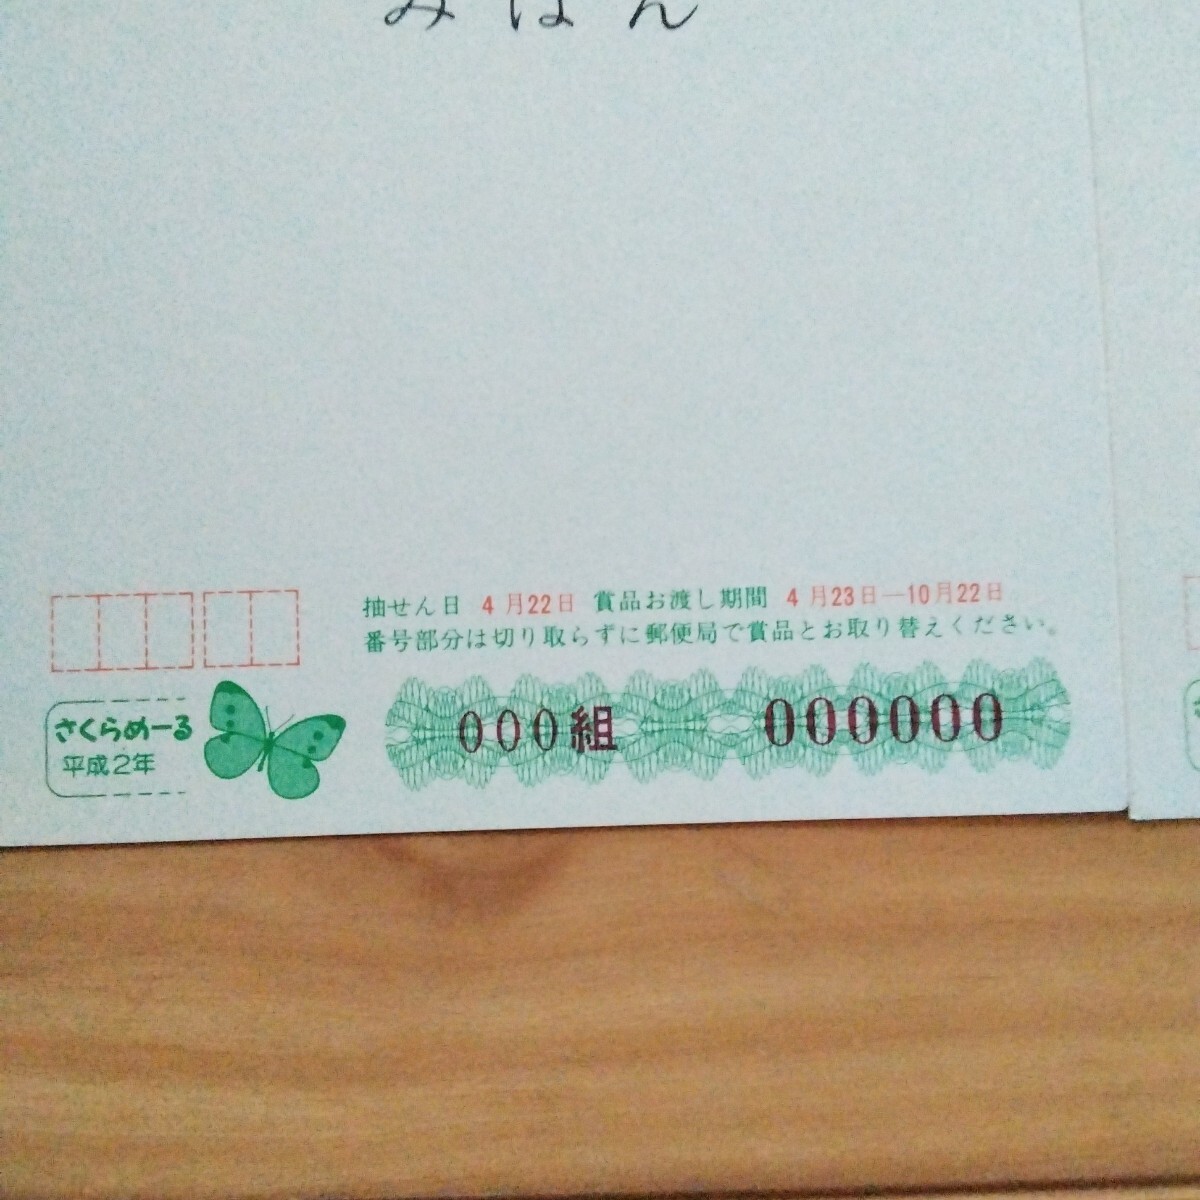 みほん
抽せん日 4月22日 賞品お渡し期間 4月23日―10月22日
番号部分は切り取らずに郵便局で賞品とお取り替えください。
さくらめーる
平成2年
000組 000000